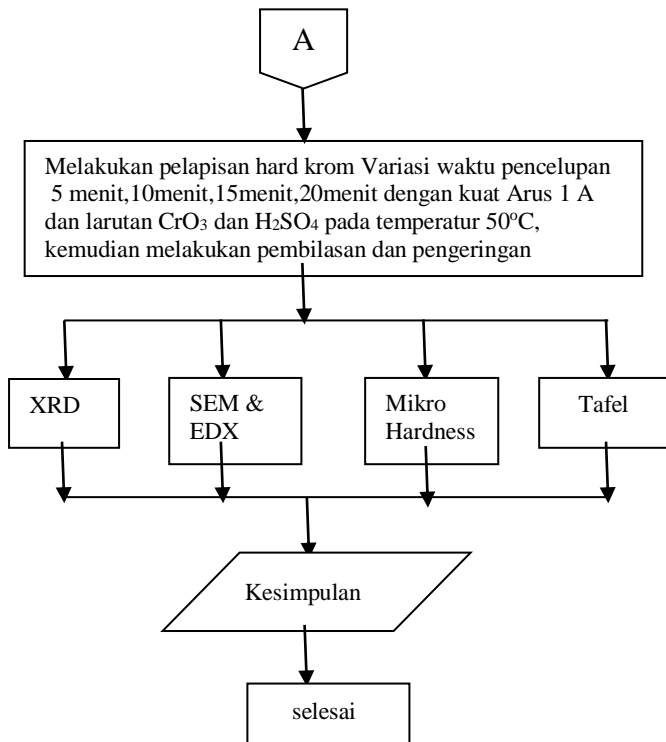 A
Melakukan pelapisan hard krom Variasi waktu pencelupan
5 menit,10menit,15menit,20menit dengan kuat Arus 1 A
dan larutan CrO₃ dan H₂SO₄ pada temperatur 50ºC,
kemudian melakukan pembilasan dan pengeringan
XRD
SEM &
EDX
Mikro
Hardness
Tafel
Kesimpulan
selesai